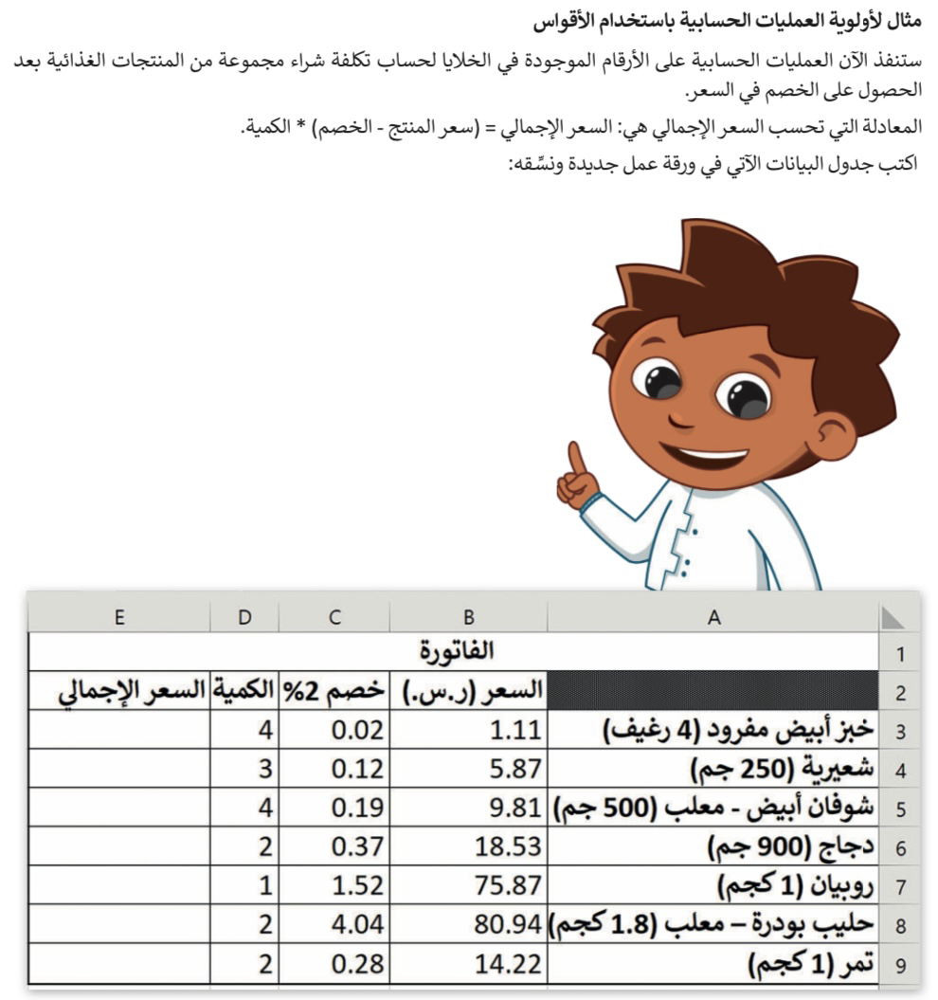 مثال لأولوية العمليات الحسابية باستخدام الأقواس
ستنفذ الآن العمليات الحسابية على الأرقام الموجودة في الخلايا لحساب تكلفة شراء مجموعة من المنتجات الغذائية بعد
الحصول على الخصم في السعر.
المعادلة التي تحسب السعر الإجمالي هي: السعر الإجمالي = (سعر المنتج - الخصم) * الكمية.
اكتب جدول البيانات الآتي في ورقة عمل جديدة ونسِّقه:
A B C D E
1 الفاتورة
2 السعر (ر.س.) خصم 2% الكمية السعر الإجمالي
3 خبز أبيض مفرود (4 رغيف) 1.11 0.02 4
4 شعيرية (250 جم) 5.87 0.12 3
5 شوفان أبيض - معلب (500 جم) 9.81 0.19 4
6 دجاج (900 جم) 18.53 0.37 2
7 روبيان (1 كجم) 75.87 1.52 1
8 حليب بودرة – معلب (1.8 كجم) 80.94 4.04 2
9 تمر (1 كجم) 14.22 0.28 2